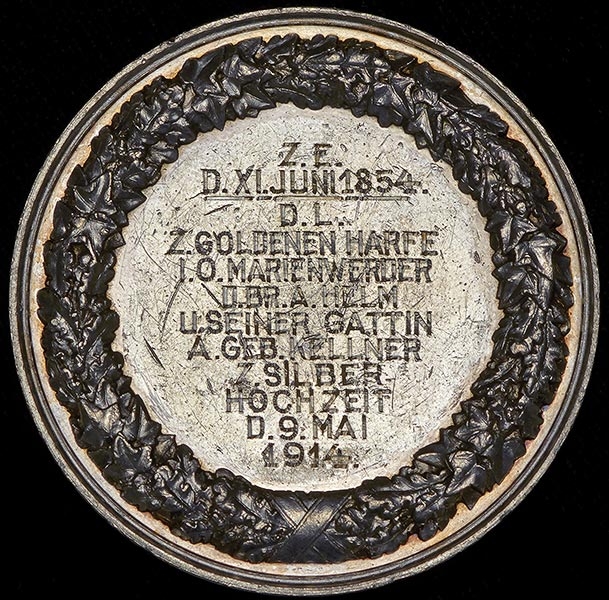 Z. E.
D. XI. JUNI 1854.
D. L.
Z. GOLDENEN HARFE
I. O. MARIENWERDER
D. BR. A. HELM
U. SEINER GATTIN
A. GEB. KELLNER
Z. SILBER-
HOCHZEIT
D. 9. MAI
1914.